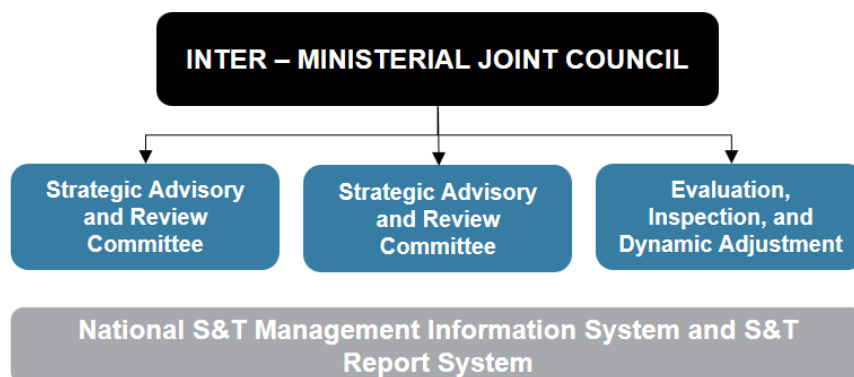 INTER – MINISTERIAL JOINT COUNCIL
Strategic Advisory
and Review
Committee
Strategic Advisory
and Review
Committee
Evaluation,
Inspection, and
Dynamic Adjustment
National S&T Management Information System and S&T
Report System